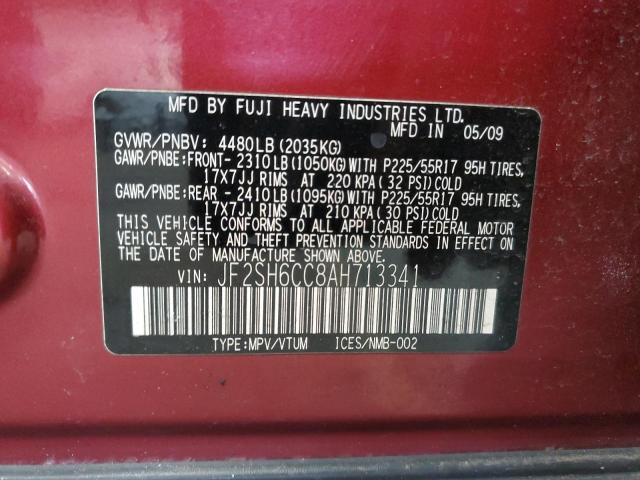 MFD BY FUJI HEAVY INDUSTRIES LTD.
MFD IN 05/09
GVWR/PNBV: 4480LB(2035KG)
GAWR/PNBE:FRONT- 2310LB(1050KG)WITH P225/55R17 95H TIRES,
17X7JJ RIMS AT 220 KPA(32 PSI)COLD
GAWR/PNBE:REAR - 2410LB(1095KG)WITH P225/55R17 95H TIRES,
17X7JJ RIMS AT 210 KPA(30 PSI)COLD
THIS VEHICLE CONFORMS TO ALL APPLICABLE FEDERAL MOTOR
VEHICLE SAFETY AND THEFT PREVENTION STANDARDS IN EFFECT ON
THE DATE OF MANUFACTURE SHOWN ABOVE.
VIN: JF2SH6CC8AH713341
TYPE:MPV/VTUM ICES/NMB-002